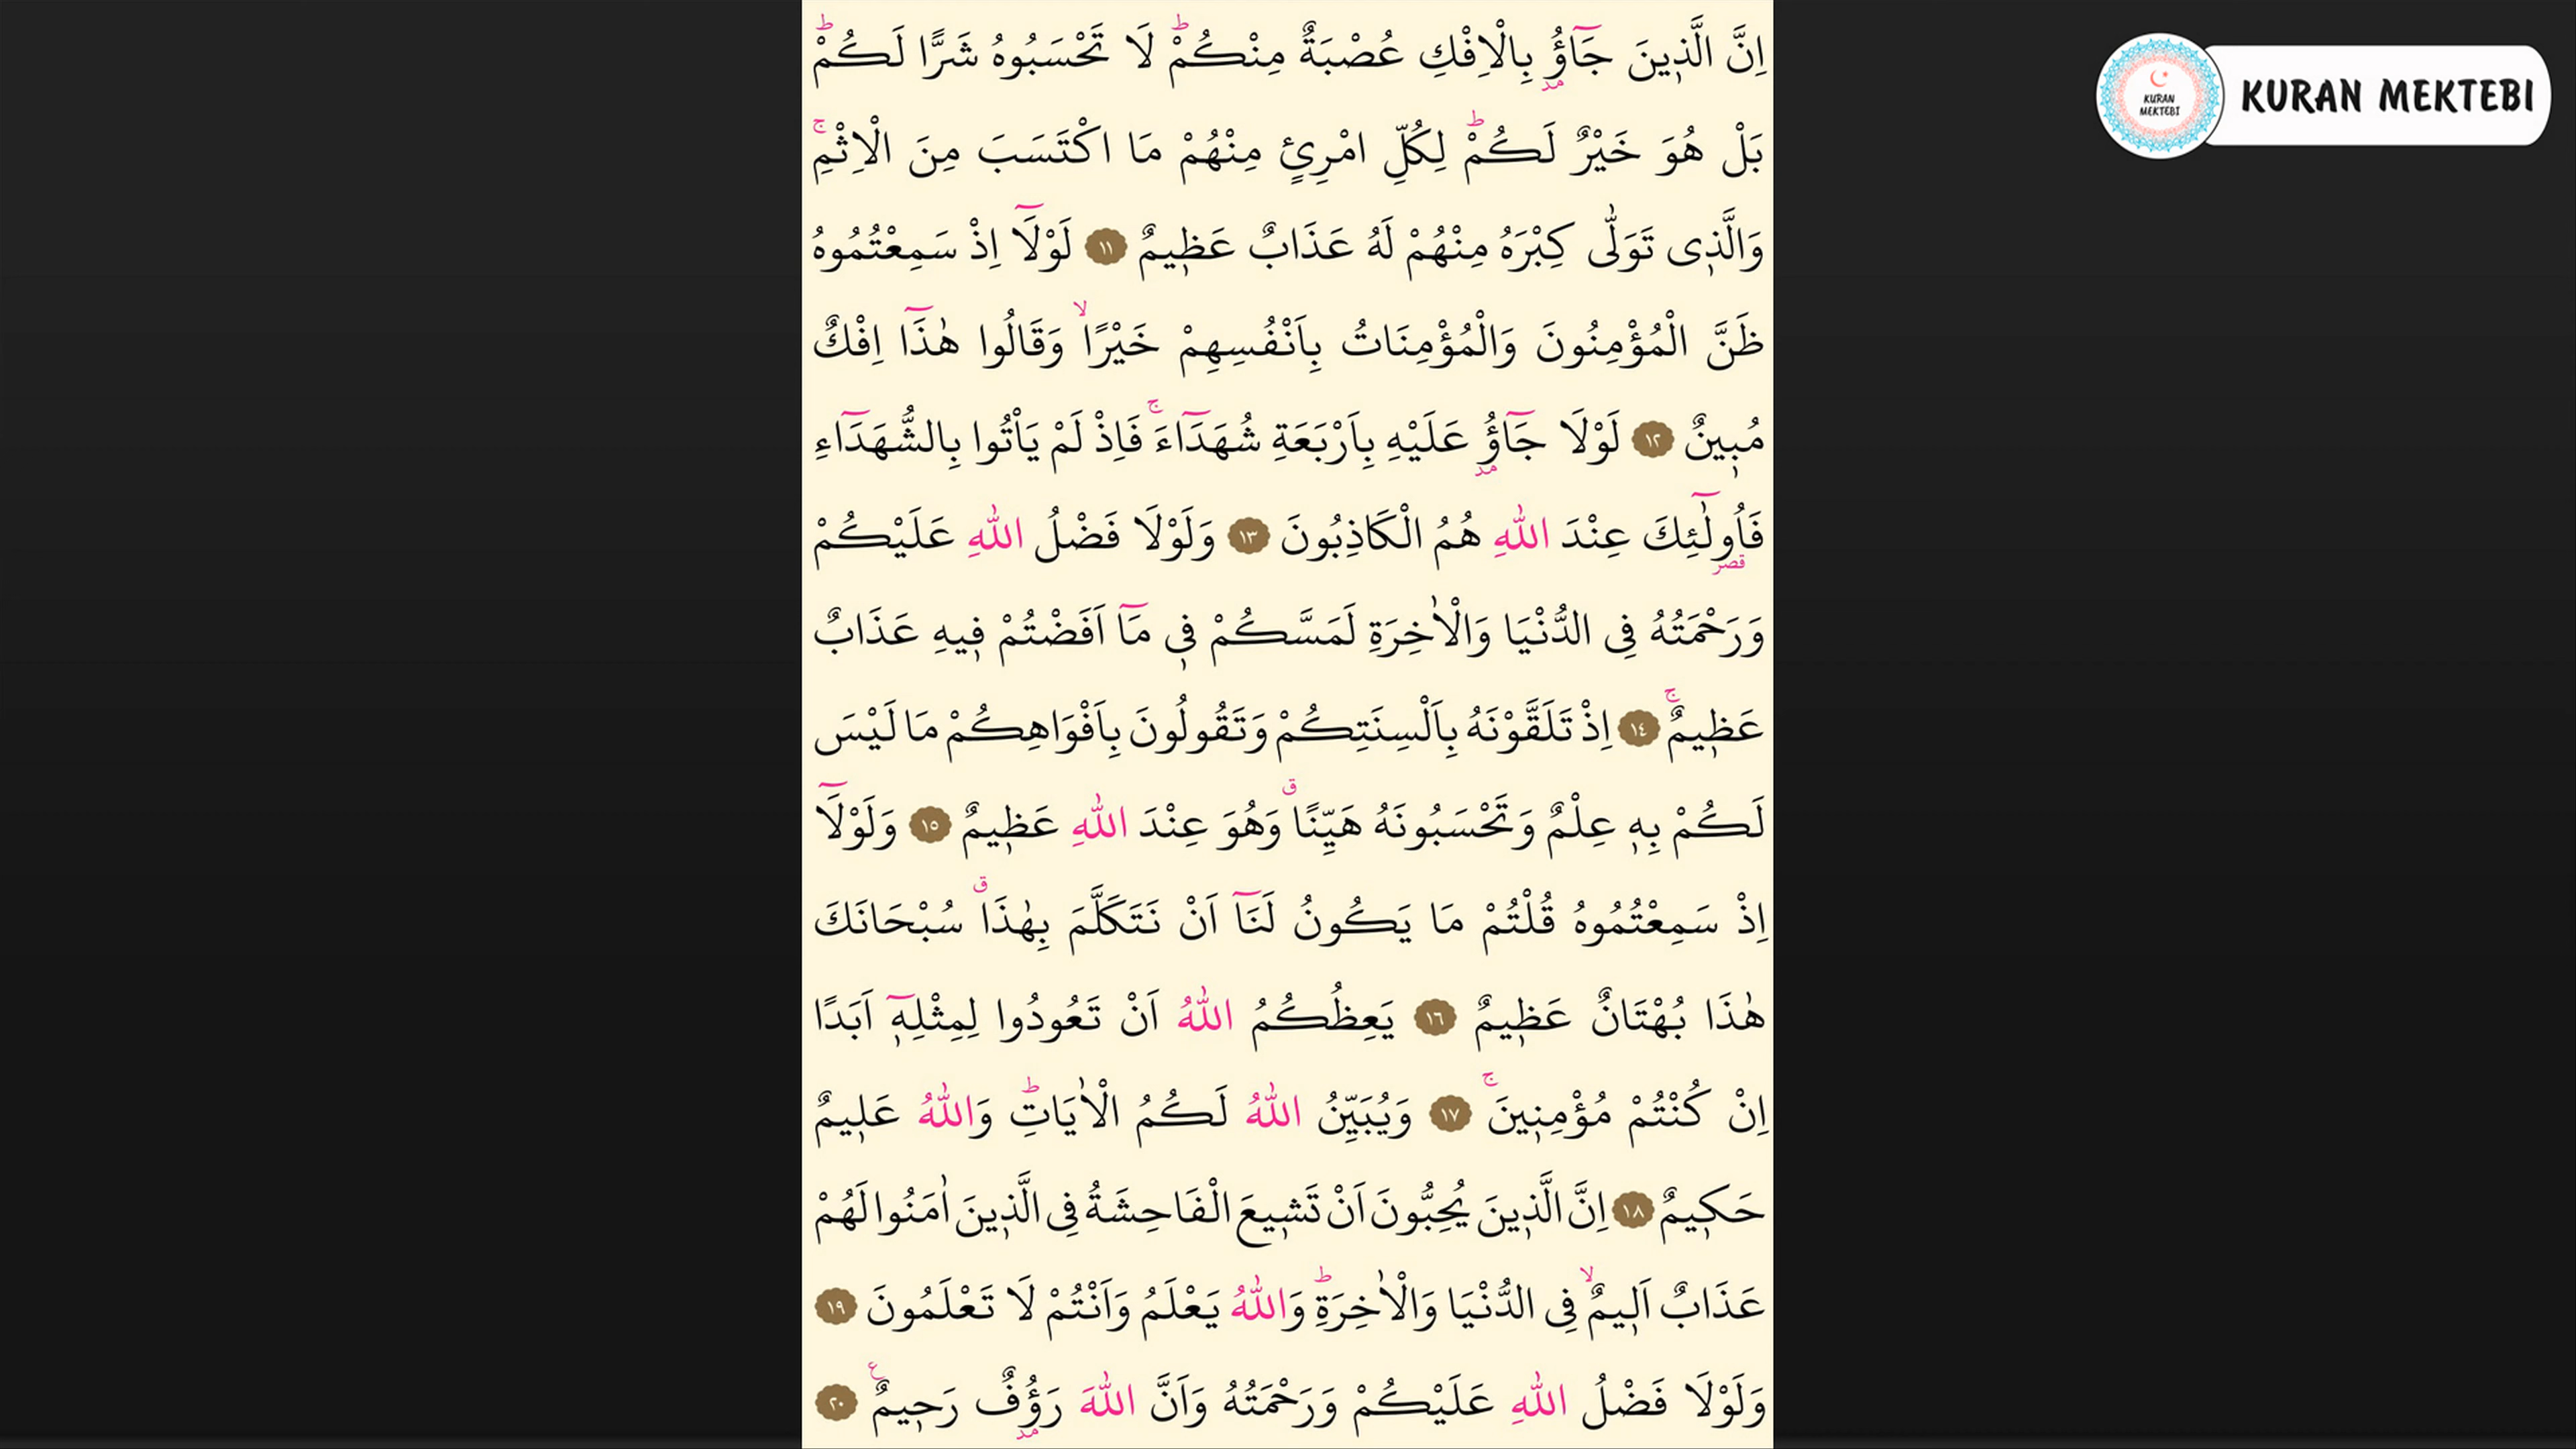 اِنَّ الَّذ۪ينَ جَٓاؤُ بِالْاِفْكِ عُصْبَةٌ مِنْكُمْۜ لَا تَحْسَبُوهُ شَرًّا لَكُمْۜ
بَلْ هُوَ خَيْرٌ لَكُمْۜ لِكُلِّ امْرِئٍ مِنْهُمْ مَا اكْتَسَبَ مِنَ الْاِثْمِۚ
وَالَّذ۪ى تَوَلّٰى كِبْرَهُ مِنْهُمْ لَهُ عَذَابٌ عَظ۪يمٌ ﴿١١﴾ لَوْلَٓا اِذْ سَمِعْتُمُوهُ
ظَنَّ الْمُؤْمِنُونَ وَالْمُؤْمِنَاتُ بِاَنْفُسِهِمْ خَيْرًاۙ وَقَالُوا هٰذَٓا اِفْكٌ
مُب۪ينٌ ﴿١٢﴾ لَوْلَا جَٓاؤُ عَلَيْهِ بِاَرْبَعَةِ شُهَدَٓاءَۚ فَاِذْ لَمْ يَاْتُوا بِالشُّهَدَٓاءِ
فَاُولٰٓئِكَ عِنْدَ اللّٰهِ هُمُ الْكَاذِبُونَ ﴿١٣﴾ وَلَوْلَا فَضْلُ اللّٰهِ عَلَيْكُمْ
وَرَحْمَتُهُ فِى الدُّنْيَا وَالْاٰخِرَةِ لَمَسَّكُمْ ف۪ى مَٓا اَفَضْتُمْ ف۪يهِ عَذَابٌ
عَظ۪يمٌۚ ﴿١٤﴾ اِذْ تَلَقَّوْنَهُ بِاَلْسِنَتِكُمْ وَتَقُولُونَ بِاَفْوَاهِكُمْ مَا لَيْسَ
لَكُمْ بِه۪ عِلْمٌ وَتَحْسَبُونَهُ هَيِّنًاۗ وَهُوَ عِنْدَ اللّٰهِ عَظ۪يمٌ ﴿١٥﴾ وَلَوْلَٓا
اِذْ سَمِعْتُمُوهُ قُلْتُمْ مَا يَكُونُ لَنَٓا اَنْ نَتَكَلَّمَ بِهٰذَاۗ سُبْحَانَكَ
هٰذَا بُهْتَانٌ عَظ۪يمٌ ﴿١٦﴾ يَعِظُكُمُ اللّٰهُ اَنْ تَعُودُوا لِمِثْلِه۪ٓ اَبَدًا
اِنْ كُنْتُمْ مُؤْمِن۪ينَۚ ﴿١٧﴾ وَيُبَيِّنُ اللّٰهُ لَكُمُ الْاٰيَاتِۜ وَاللّٰهُ عَل۪يمٌ
حَك۪يمٌ ﴿١٨﴾ اِنَّ الَّذ۪ينَ يُحِبُّونَ اَنْ تَش۪يعَ الْفَاحِشَةُ فِى الَّذ۪ينَ اٰمَنُوا لَهُمْ
عَذَابٌ اَل۪يمٌۙ فِى الدُّنْيَا وَالْاٰخِرَةِۜ وَاللّٰهُ يَعْلَمُ وَاَنْتُمْ لَا تَعْلَمُونَ ﴿١٩﴾
وَلَوْلَا فَضْلُ اللّٰهِ عَلَيْكُمْ وَرَحْمَتُهُ وَاَنَّ اللّٰهَ رَؤُفٌ رَح۪يمٌ ع ﴿٢٠﴾
KURAN
MEKTEBI
KURAN MEKTEBI